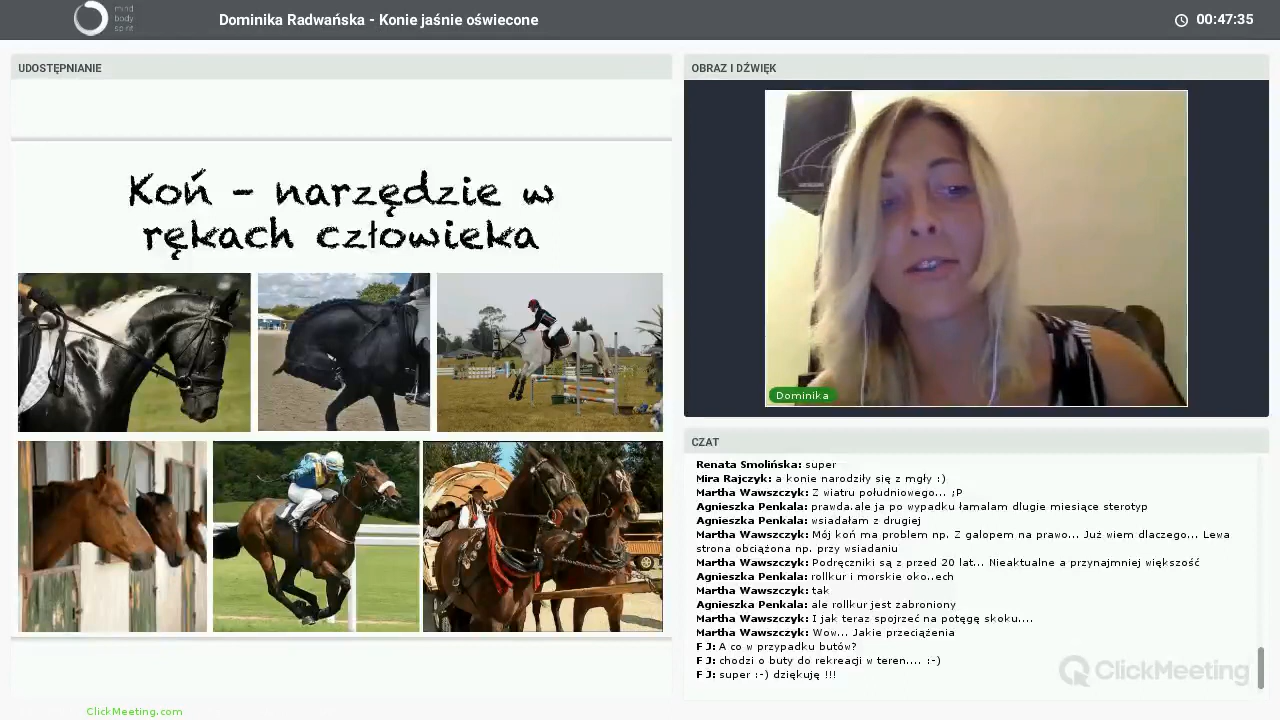 mind
body
spirit
Dominika Radwańska - Konie jaśnie oświecone
00:47:35
UDOSTĘPNIANIE
Koń - narzędzie w
rękach człowieka
OBRAZ I DŹWIĘK
Dominika
CZAT
Renata Smolińska: super
Mira Rajczyk: a konie narodziły się z mgły :)
Martha Wawszczyk: Z wiatru południowego... ;P
Agnieszka Penkala: prawda.ale ja po wypadku łamalam dlugie miesiące sterotyp
Agnieszka Penkala: wsiadałam z drugiej
Martha Wawszczyk: Mój koń ma problem np. Z galopem na prawo... Już wiem dlaczego... Lewa
strona obciążona np. przy wsiadaniu
Martha Wawszczyk: Podręczniki są z przed 20 lat... Nieaktualne a przynajmniej większość
Agnieszka Penkala: rollkur i morskie oko..ech
Martha Wawszczyk: tak
Agnieszka Penkala: ale rollkur jest zabroniony
Martha Wawszczyk: I jak teraz spojrzeć na potęgę skoku....
Martha Wawszczyk: Wow... Jakie przeciążenia
F J: A co w przypadku butów?
F J: chodzi o buty do rekreacji w teren.... :-)
F J: super :-) dziękuję !!!
ClickMeeting
ClickMeeting.com